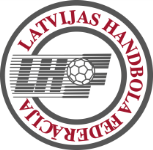 LATVIJAS HANDBOLA FEDERĀCIJA
LHF